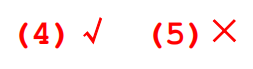 (4) √ (5) ×